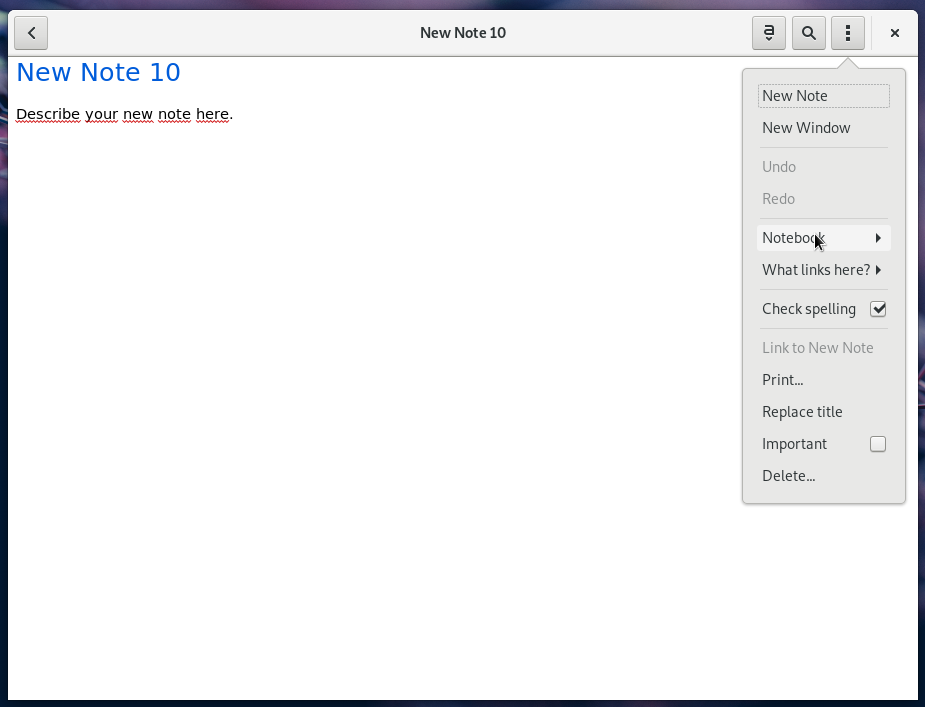 New Note 10
New Note 10
Describe your new note here.
New Note
New Window
Undo
Redo
Notebook
What links here?
Check spelling
Link to New Note
Print...
Replace title
Important
Delete...